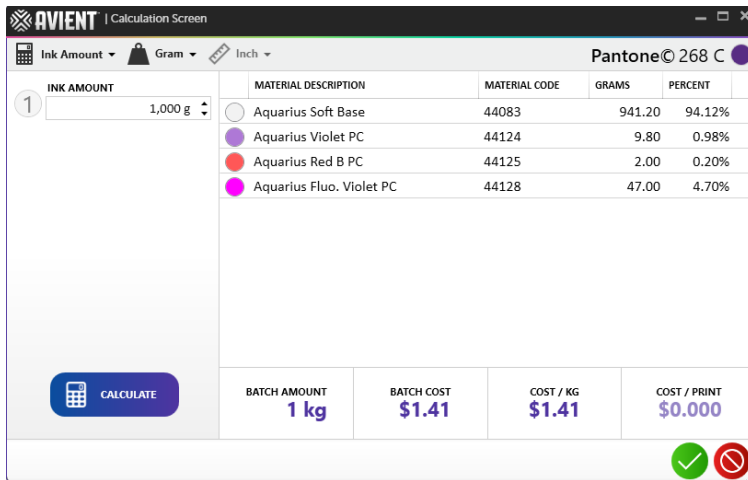 AVIENT | Calculation Screen
Ink Amount Gram Inch Pantone© 268 C
INK AMOUNT
1
1,000 g
MATERIAL DESCRIPTION MATERIAL CODE GRAMS PERCENT
Aquarius Soft Base 44083 941.20 94.12%
Aquarius Violet PC 44124 9.80 0.98%
Aquarius Red B PC 44125 2.00 0.20%
Aquarius Fluo. Violet PC 44128 47.00 4.70%
CALCULATE
BATCH AMOUNT BATCH COST COST / KG COST / PRINT
1 kg $1.41 $1.41 $0.000